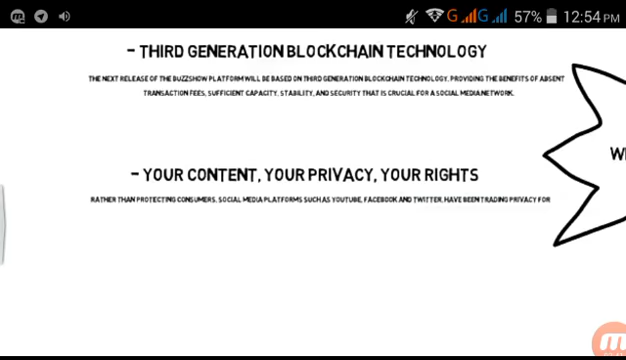 G G 57% 12:54 PM
- THIRD GENERATION BLOCKCHAIN TECHNOLOGY
THE NEXT RELEASE OF THE BUZZSHOW PLATFORM WILL BE BASED ON THIRD GENERATION BLOCKCHAIN TECHNOLOGY. PROVIDING THE BENEFITS OF ABSENT
TRANSACTION FEES, SUFFICIENT CAPACITY, STABILITY, AND SECURITY THAT IS CRUCIAL FOR A SOCIAL MEDIA NETWORK.
- YOUR CONTENT, YOUR PRIVACY, YOUR RIGHTS
RATHER THAN PROTECTING CONSUMERS, SOCIAL MEDIA PLATFORMS SUCH AS YOUTUBE, FACEBOOK AND TWITTER, HAVE BEEN TRADING PRIVACY FOR